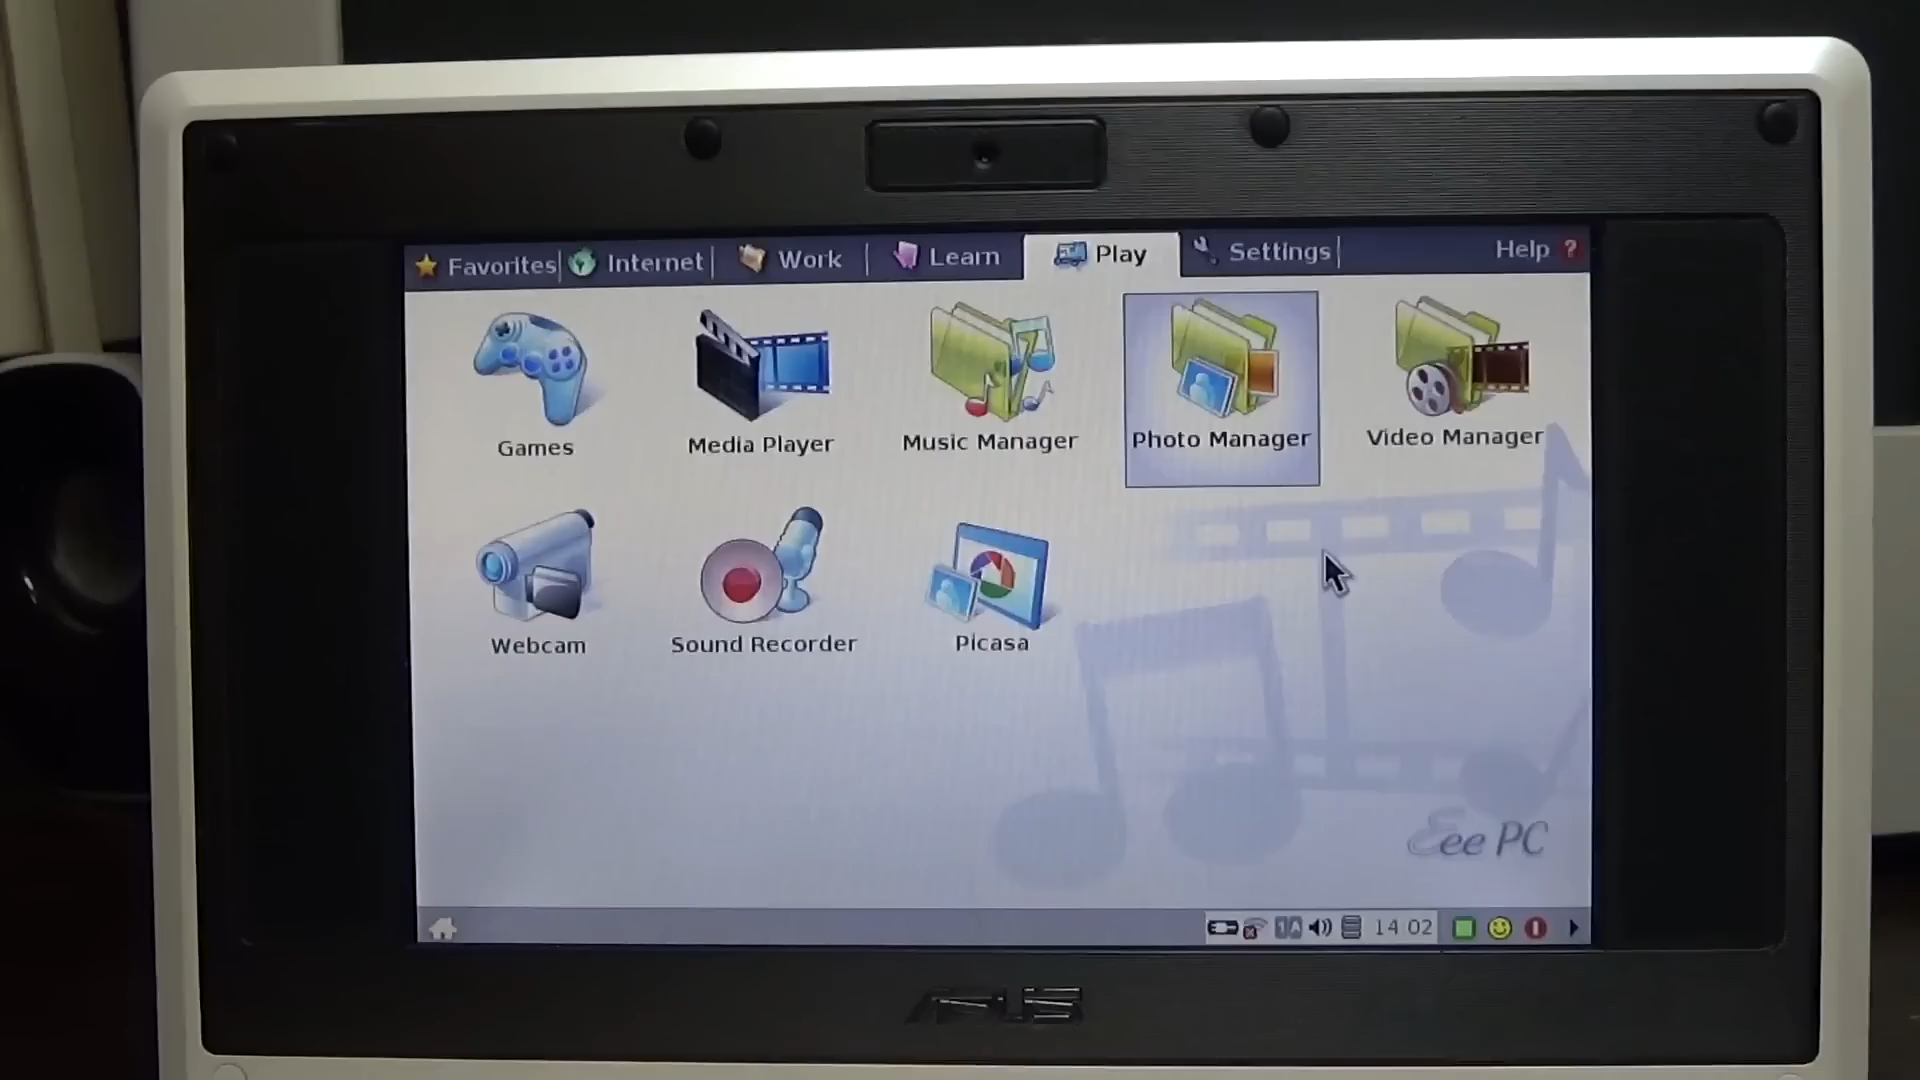 Favorites Internet Work Learn Play Settings Help ?
Games Media Player Music Manager Photo Manager Video Manager
Webcam Sound Recorder Picasa
Eee PC
1A 14 02
ASUS